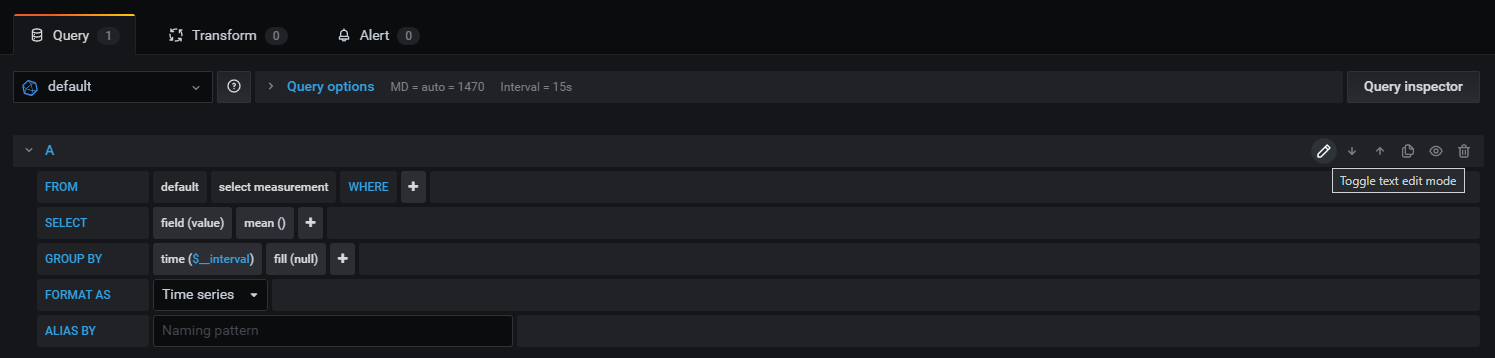 Query 1 Transform 0 Alert 0
default Query options MD = auto = 1470 Interval = 15s Query inspector
A
Toggle text edit mode
FROM default select measurement WHERE +
SELECT field (value) mean () +
GROUP BY time ($__interval) fill (null) +
FORMAT AS Time series
ALIAS BY Naming pattern